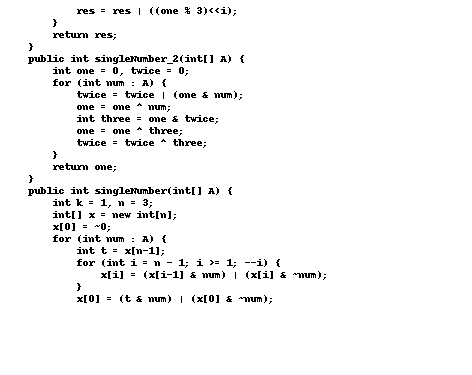 res = res | ((one % 3)<<i);
}
return res;
}
public int singleNumber_2(int[] A) {
int one = 0, twice = 0;
for (int num : A) {
twice = twice | (one & num);
one = one ^ num;
int three = one & twice;
one = one ^ three;
twice = twice ^ three;
}
return one;
}
public int singleNumber(int[] A) {
int k = 1, n = 3;
int[] x = new int[n];
x[0] = ~0;
for (int num : A) {
int t = x[n-1];
for (int i = n - 1; i >= 1; --i) {
x[i] = (x[i-1] & num) | (x[i] & ~num);
}
x[0] = (t & num) | (x[0] & ~num);